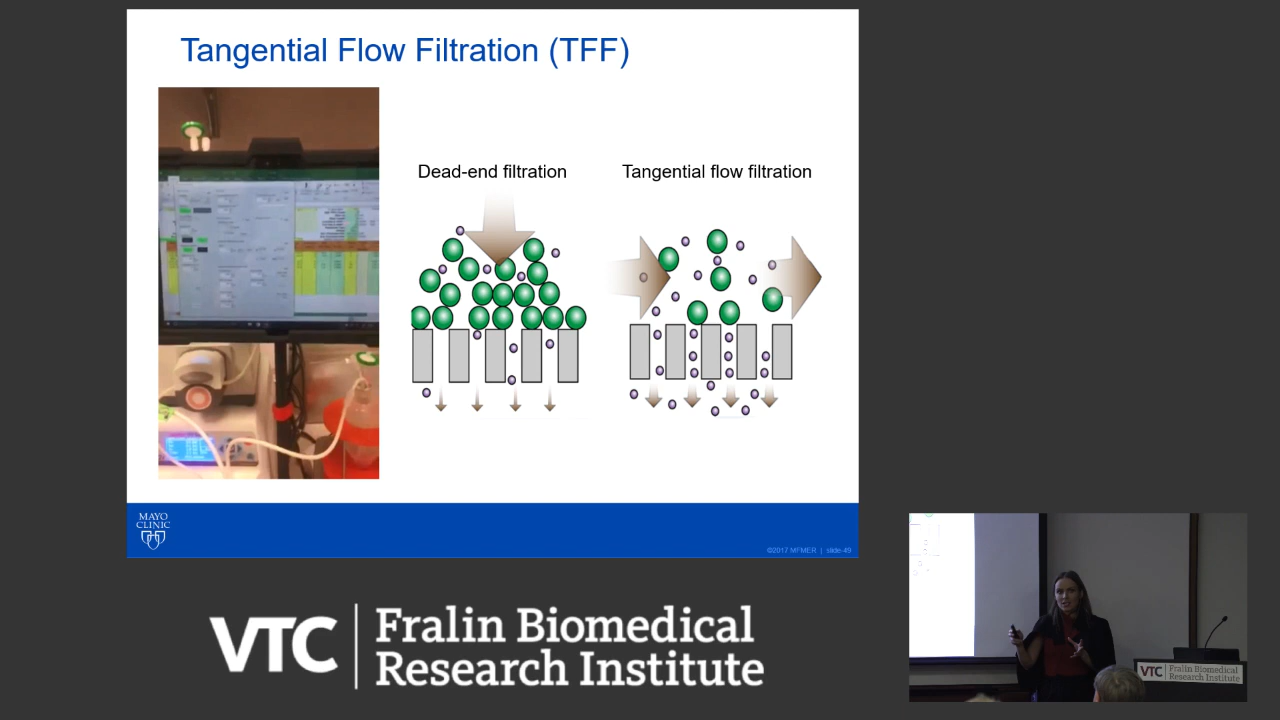 Tangential Flow Filtration (TFF)
Dead-end filtration
Tangential flow filtration
MAYO
CLINIC
©2017 MFMER | slide-49
VTC
Fralin Biomedical
Research Institute
VTC
Fralin Biomedical
Research Institute